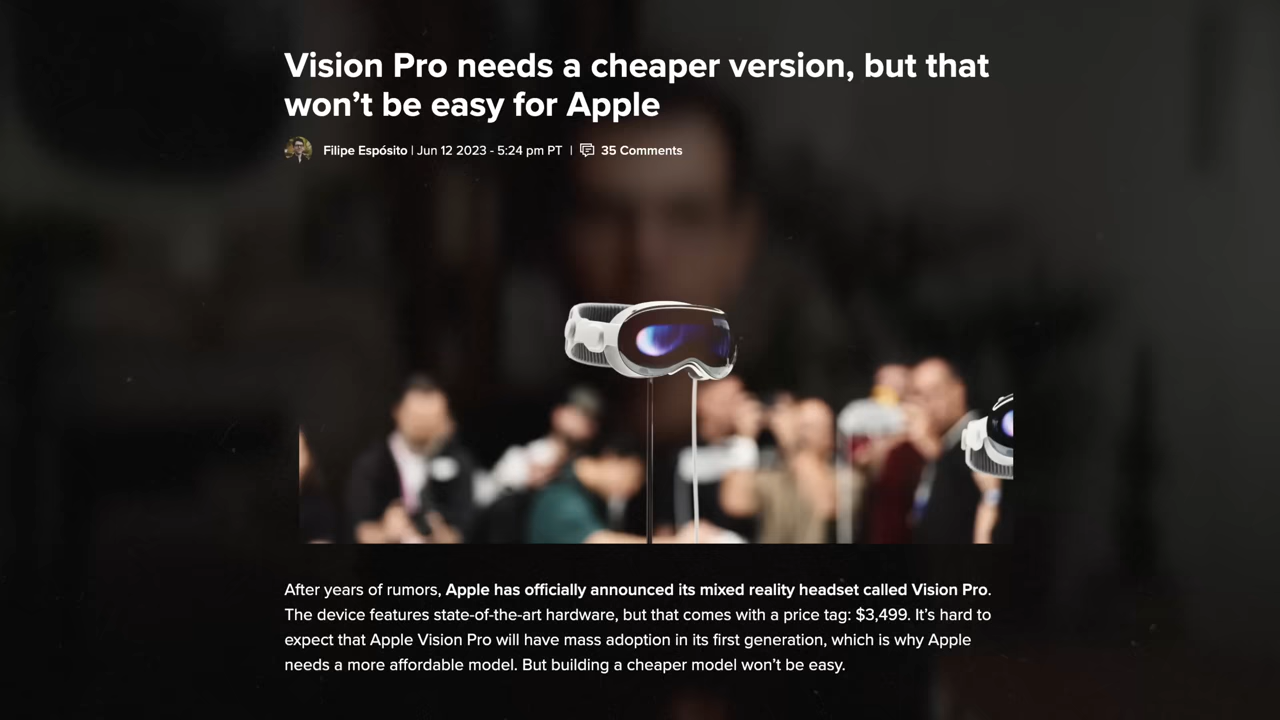 Vision Pro needs a cheaper version, but that
won’t be easy for Apple
Filipe Espósito | Jun 12 2023 - 5:24 pm PT | 35 Comments
After years of rumors, Apple has officially announced its mixed reality headset called Vision Pro.
The device features state-of-the-art hardware, but that comes with a price tag: $3,499. It’s hard to
expect that Apple Vision Pro will have mass adoption in its first generation, which is why Apple
needs a more affordable model. But building a cheaper model won’t be easy.